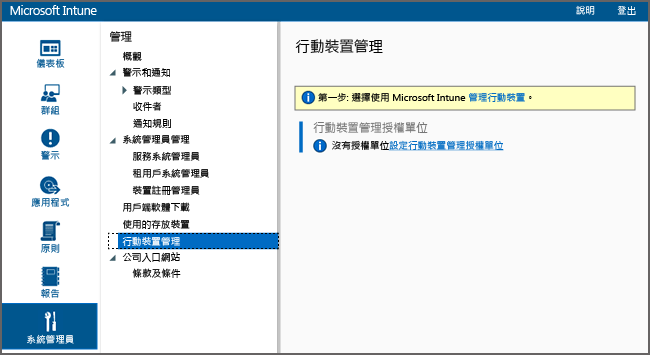 Microsoft Intune
說明
登出
儀表板
群組
警示
應用程式
原則
報告
系統管理員
管理
概觀
警示和通知
警示類型
收件者
通知規則
系統管理員管理
服務系統管理員
租用戶系統管理員
裝置註冊管理員
用戶端軟體下載
使用的存放裝置
行動裝置管理
公司入口網站
條款及條件
行動裝置管理
第一步: 選擇使用 Microsoft Intune 管理行動裝置。
行動裝置管理授權單位
沒有授權單位設定行動裝置管理授權單位